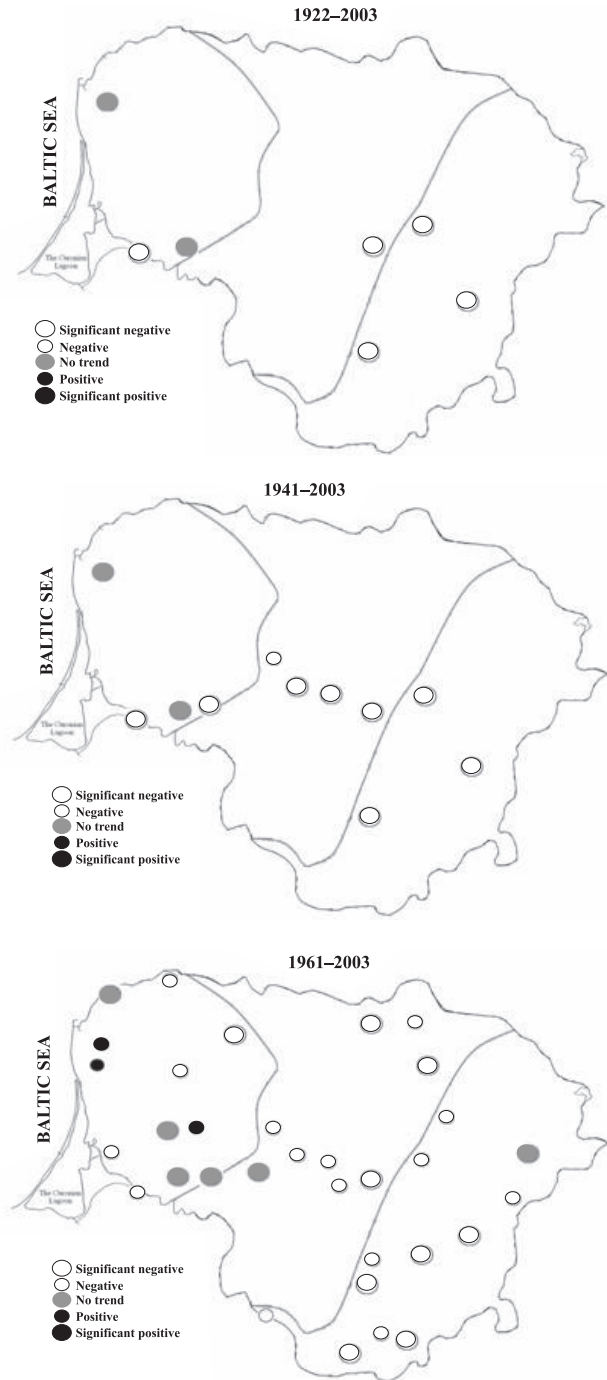 1922–2003
BALTIC SEA
The Curonian
Lagoon
Significant negative
Negative
No trend
Positive
Significant positive
1941–2003
BALTIC SEA
The Curonian
Lagoon
Significant negative
Negative
No trend
Positive
Significant positive
1961–2003
BALTIC SEA
The Curonian
Lagoon
Significant negative
Negative
No trend
Positive
Significant positive